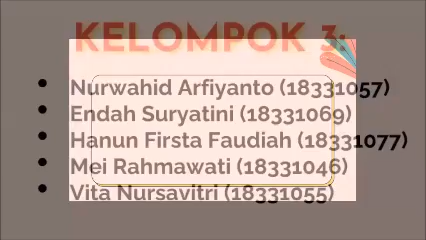 KELOMPOK 3:
• Nurwahid Arfiyanto (18331057)
• Endah Suryatini (18331069)
• Hanun Firsta Faudiah (18331077)
• Mei Rahmawati (18331046)
• Vita Nursavitri (18331055)